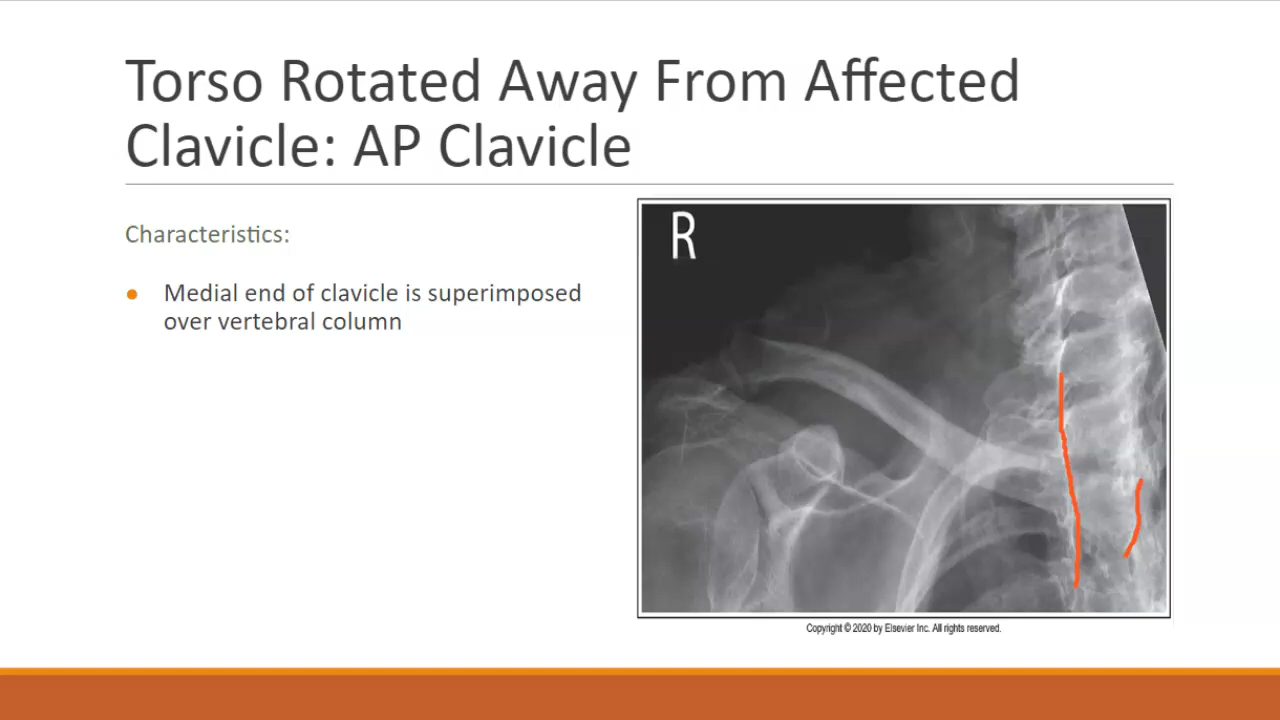 Torso Rotated Away From Affected
Clavicle: AP Clavicle
Characteristics:
Medial end of clavicle is superimposed
over vertebral column
R
Copyright © 2020 by Elsevier Inc. All rights reserved.